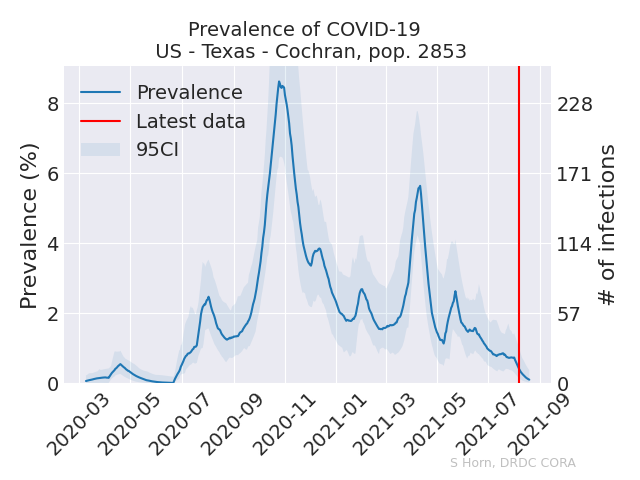 Prevalence of COVID-19
US - Texas - Cochran, pop. 2853
Prevalence
Latest data
95CI
Prevalence (%)
8
6
4
2
0
# of infections
228
171
114
57
0
2020-03
2020-05
2020-07
2020-09
2020-11
2021-01
2021-03
2021-05
2021-07
2021-09
S Horn, DRDC CORA